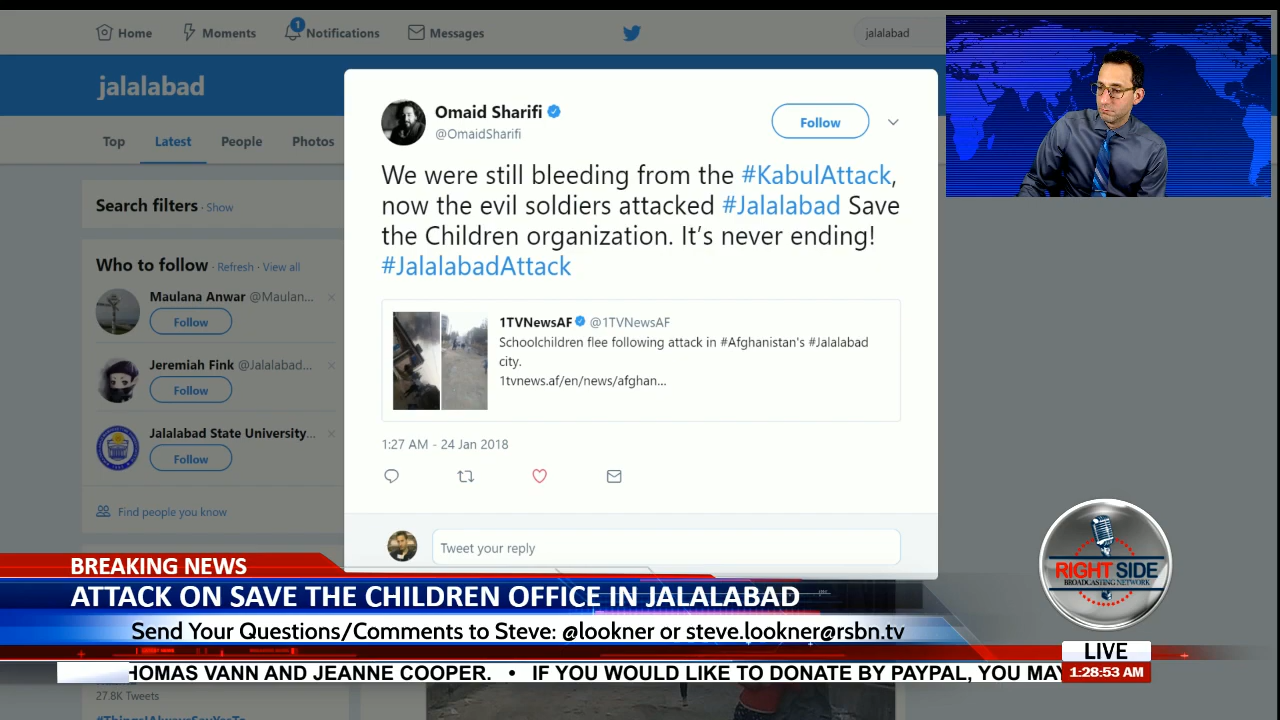 Home
Moments
1
Notifications
Messages
jalalabad
jalalabad
Top
Latest
People
Photos
Search filters · Show
Who to follow · Refresh · View all
Maulana Anwar @Maulan...
Follow
Jeremiah Fink @Jalalabad...
Follow
Jalalabad State University...
Follow
Find people you know
Omaid Sharifi
@OmaidSharifi
Follow
We were still bleeding from the #KabulAttack,
now the evil soldiers attacked #Jalalabad Save
the Children organization. It's never ending!
#JalalabadAttack
1TVNewsAF @1TVNewsAF
Schoolchildren flee following attack in #Afghanistan's #Jalalabad
city.
1tvnews.af/en/news/afghan...
1:27 AM - 24 Jan 2018
Tweet your reply
BREAKING NEWS
ATTACK ON SAVE THE CHILDREN OFFICE IN JALALABAD
Send Your Questions/Comments to Steve: @lookner or steve.lookner@rsbn.tv
RIGHT SIDE
BROADCASTING NETWORK
LIVE
1:28:53 AM
HOMAS VANN AND JEANNE COOPER. • IF YOU WOULD LIKE TO DONATE BY PAYPAL, YOU MAY
27.8K Tweets